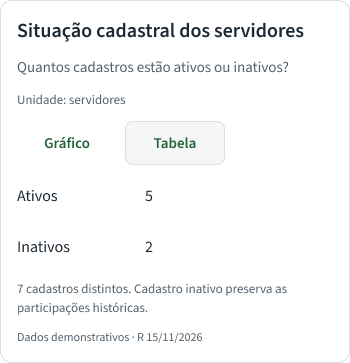 Situação cadastral dos servidores
Quantos cadastros estão ativos ou inativos?
Unidade: servidores
Gráfico Tabela
Ativos 5
Inativos 2
7 cadastros distintos. Cadastro inativo preserva as
participações históricas.
Dados demonstrativos · R 15/11/2026